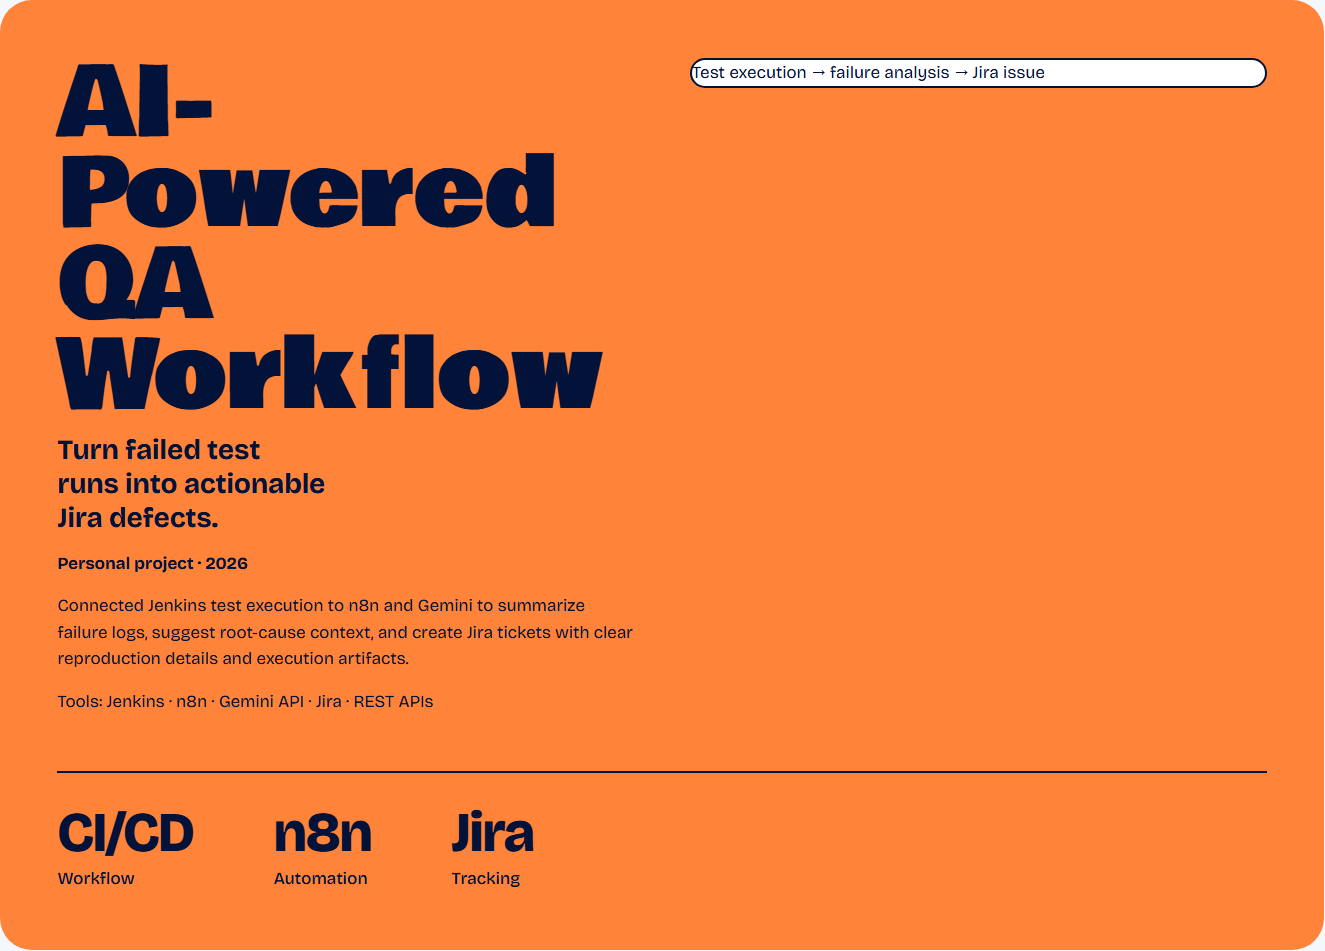 AI-
Powered
QA
Workflow
Turn failed test
runs into actionable
Jira defects.
Personal project · 2026
Connected Jenkins test execution to n8n and Gemini to summarize
failure logs, suggest root-cause context, and create Jira tickets with clear
reproduction details and execution artifacts.
Tools: Jenkins · n8n · Gemini API · Jira · REST APIs
Test execution → failure analysis → Jira issue
CI/CD
Workflow
n8n
Automation
Jira
Tracking